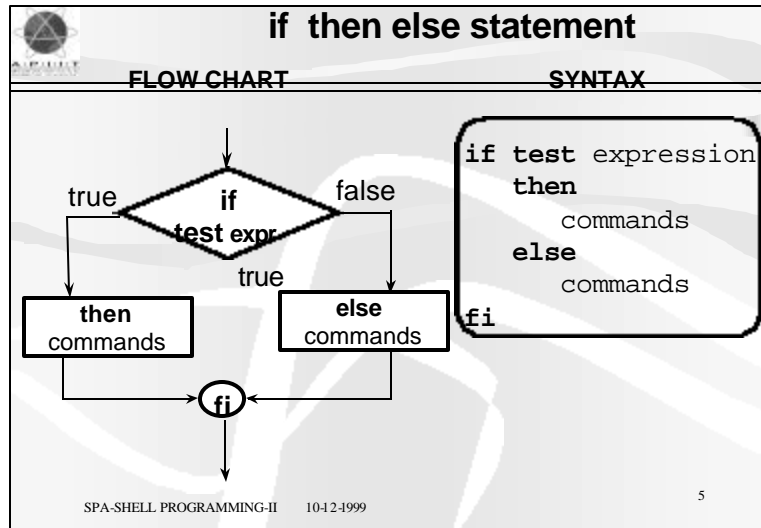 if then else statement
FLOW CHART
SYNTAX
true
if
test expr
false
true
then
commands
else
commands
fi
if test expression
then
commands
else
commands
fi
SPA-SHELL PROGRAMMING-II 10-12-1999
5